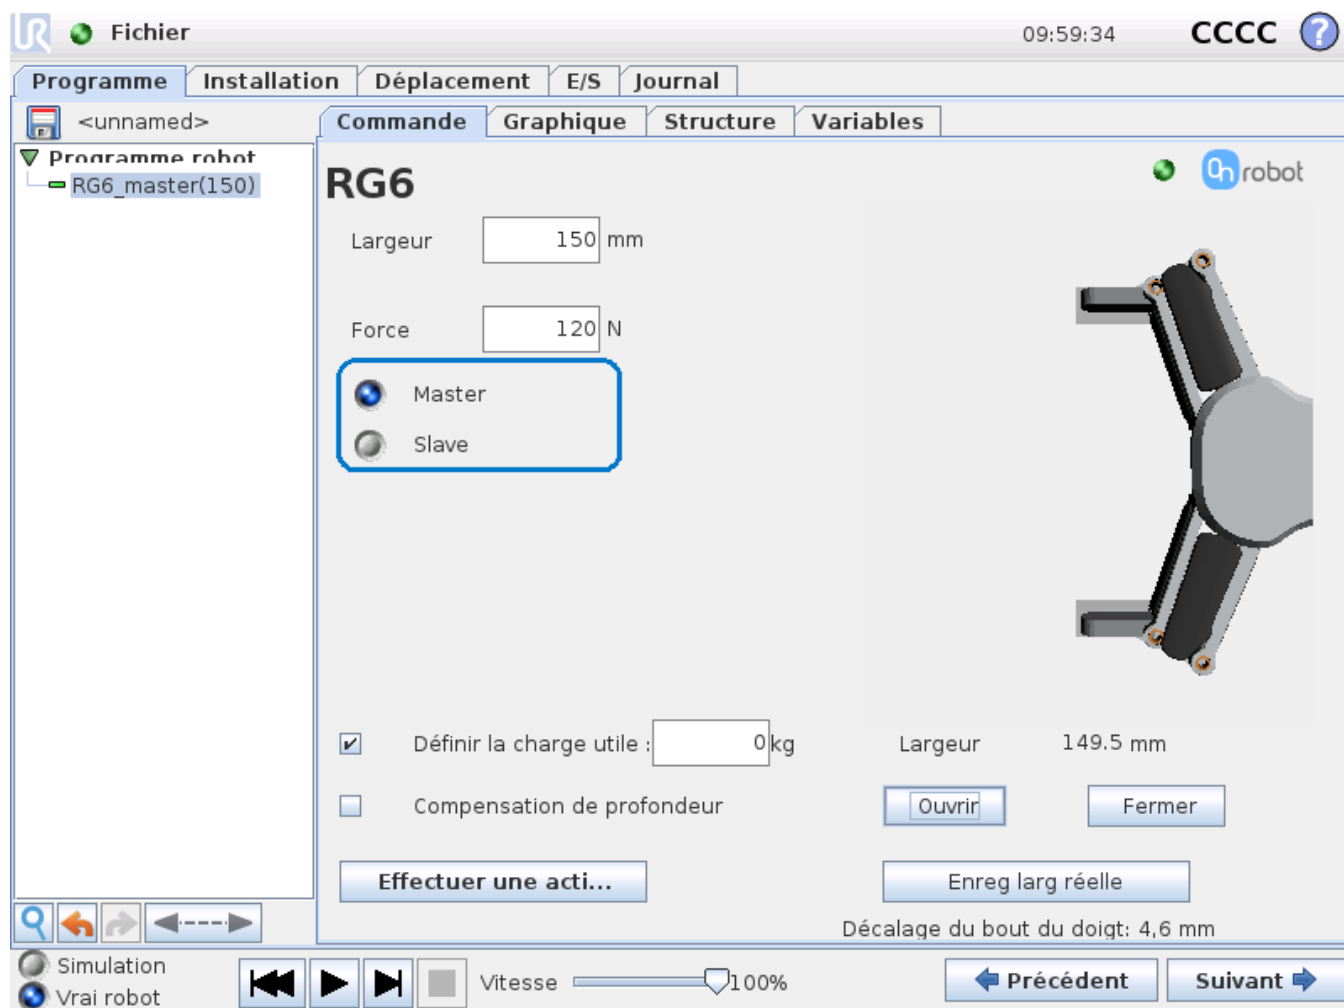 UR Fichier 09:59:34 CCCC ?
Programme Installation Déplacement E/S Journal
<unnamed> Commande Graphique Structure Variables
Programme robot
RG6_master(150)
RG6
On robot
Largeur 150 mm
Force 120 N
Master
Slave
Définir la charge utile : 0 kg Largeur 149.5 mm
Compensation de profondeur Ouvrir Fermer
Effectuer une acti... Enreg larg réelle
Décalage du bout du doigt: 4,6 mm
Simulation
Vrai robot
Vitesse 100% Précédent Suivant